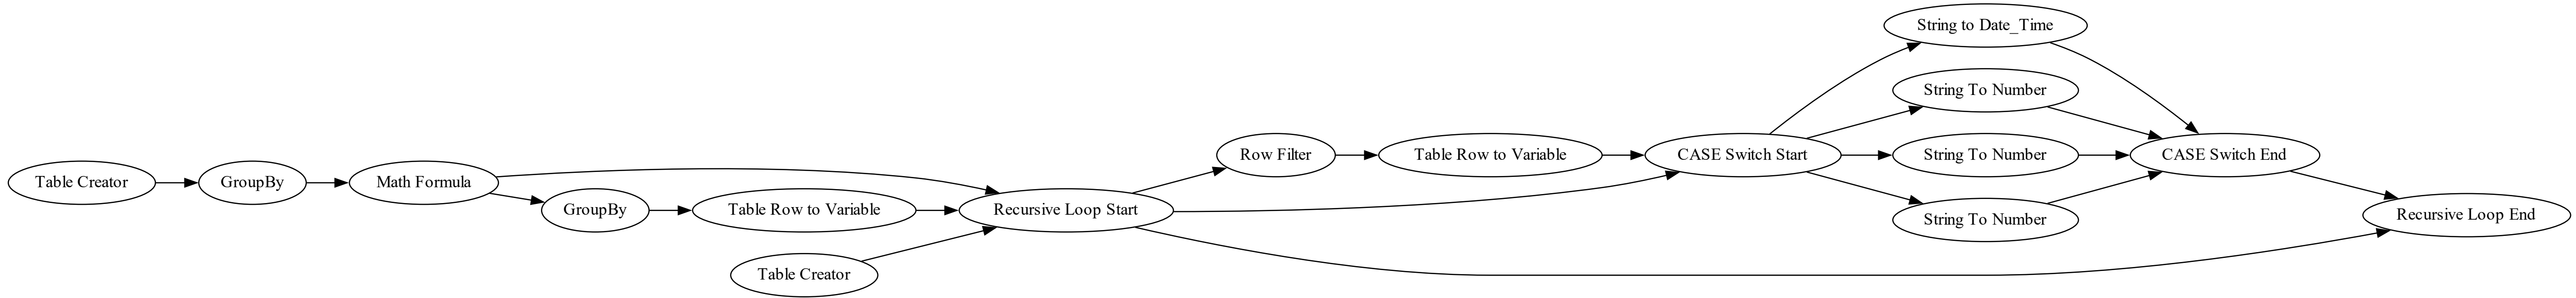 Table Creator
GroupBy
Math Formula
GroupBy
Table Row to Variable
Table Creator
Recursive Loop Start
Row Filter
Table Row to Variable
CASE Switch Start
String to Date_Time
String To Number
String To Number
String To Number
CASE Switch End
Recursive Loop End